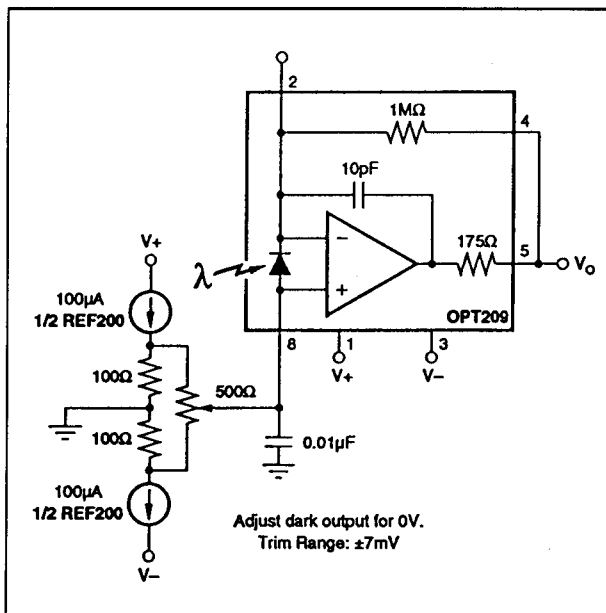 2
1MΩ
4
10pF
V+
λ
175Ω
5
Vo
100µA
1/2 REF200
OPT209
8
1
3
V+
V–
100Ω
500Ω
100Ω
0.01µF
100µA
1/2 REF200
V–
Adjust dark output for 0V.
Trim Range: ±7mV
–
+